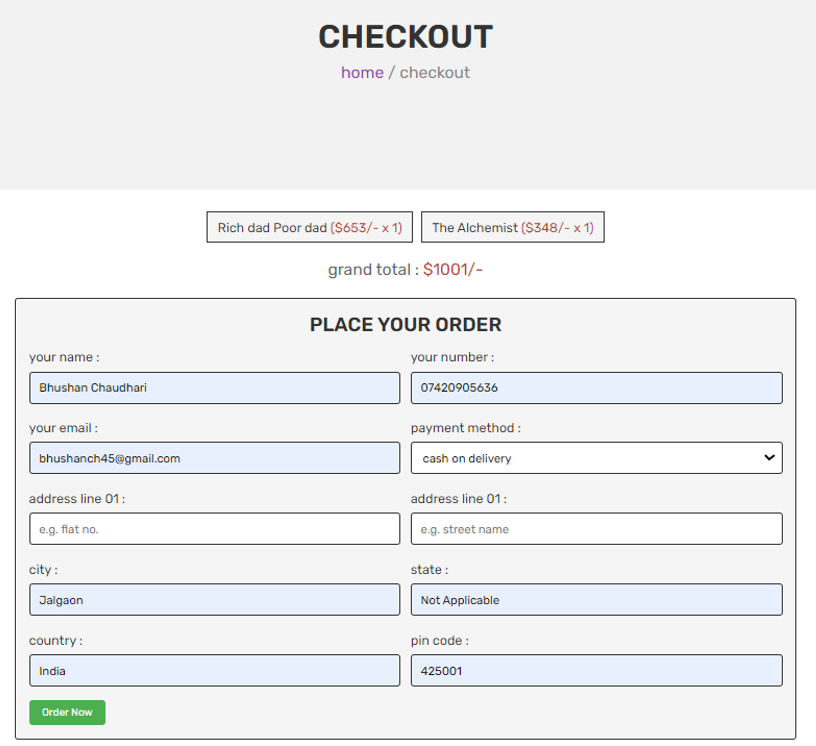 CHECKOUT
home / checkout
Rich dad Poor dad ($653/- x 1) The Alchemist ($348/- x 1)
grand total : $1001/-
PLACE YOUR ORDER
your name : your number :
Bhushan Chaudhari 07420905636
your email : payment method :
bhushanch45@gmail.com cash on delivery
address line 01 : address line 01 :
e.g. flat no. e.g. street name
city : state :
Jalgaon Not Applicable
country : pin code :
India 425001
Order Now